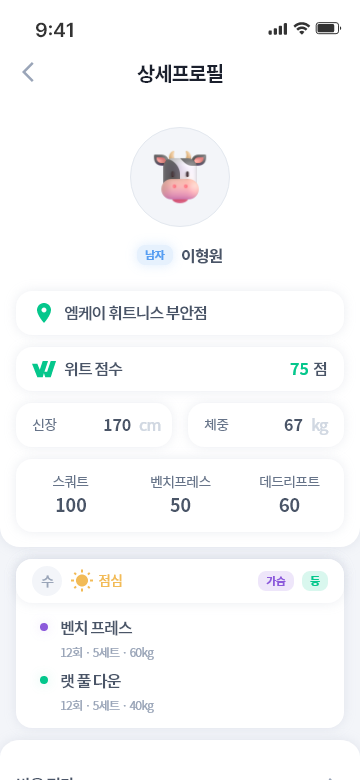 9:41
상세프로필
남자 이형원
엠케이 휘트니스 부안점
위트 점수 75 점
신장 170 cm 체중 67 kg
스쿼트 벤치프레스 데드리프트
100 50 60
수 점심 가슴 등
벤치 프레스
12회 · 5세트 · 60kg
랫 풀 다운
12회 · 5세트 · 40kg